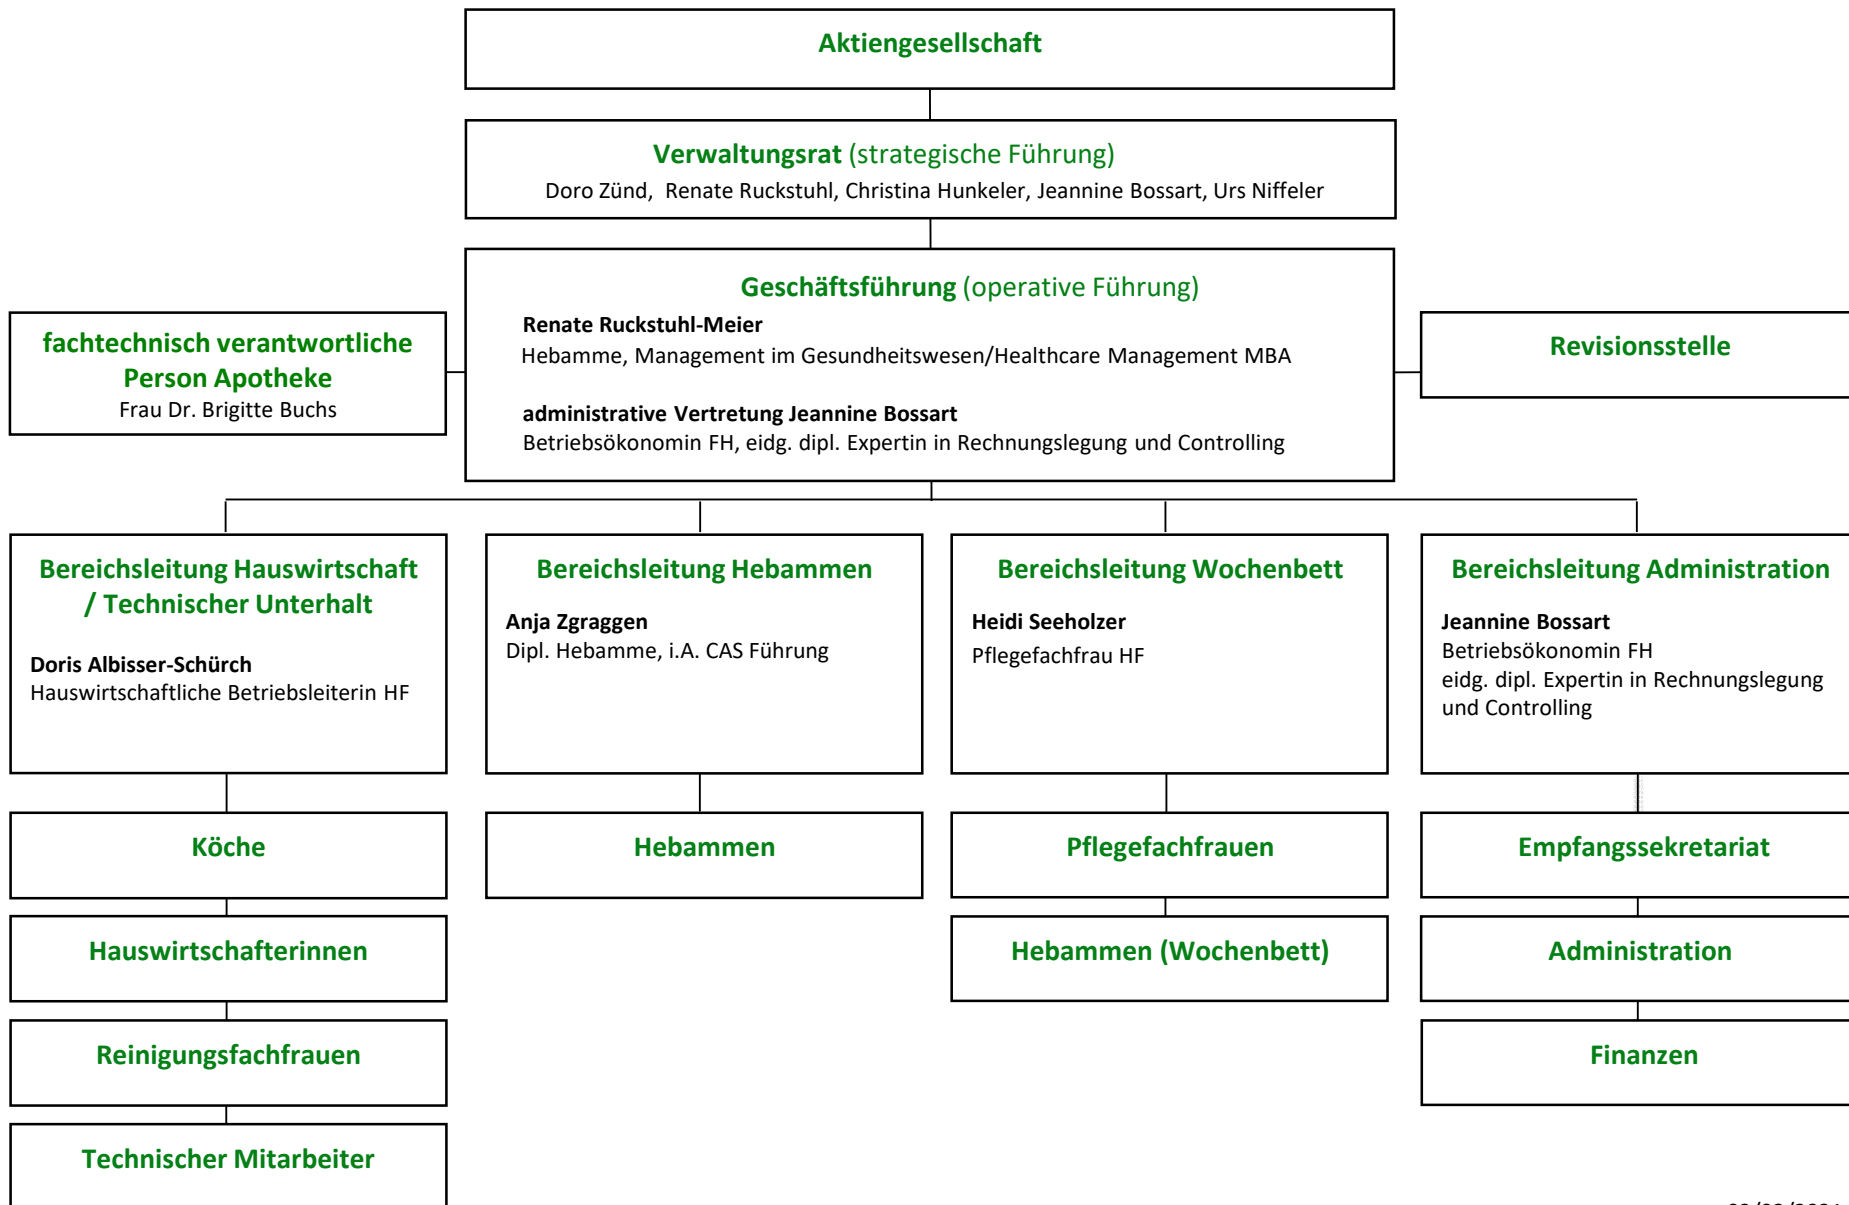 Aktiengesellschaft
Verwaltungsrat (strategische Führung)
Doro Zünd, Renate Ruckstuhl, Christina Hunkeler, Jeannine Bossart, Urs Niffeler
Geschäftsführung (operative Führung)
Renate Ruckstuhl-Meier
Hebamme, Management im Gesundheitswesen/Healthcare Management MBA
administrative Vertretung Jeannine Bossart
Betriebsökonomin FH, eidg. dipl. Expertin in Rechnungslegung und Controlling
fachtechnisch verantwortliche
Person Apotheke
Frau Dr. Brigitte Buchs
Revisionsstelle
Bereichsleitung Hauswirtschaft
/ Technischer Unterhalt
Doris Albisser-Schürch
Hauswirtschaftliche Betriebsleiterin HF
Bereichsleitung Hebammen
Anja Zgraggen
Dipl. Hebamme, i.A. CAS Führung
Bereichsleitung Wochenbett
Heidi Seeholzer
Pflegefachfrau HF
Bereichsleitung Administration
Jeannine Bossart
Betriebsökonomin FH
eidg. dipl. Expertin in Rechnungslegung
und Controlling
Köche
Hebammen
Pflegefachfrauen
Empfangssekretariat
Hauswirtschafterinnen
Hebammen (Wochenbett)
Administration
Reinigungsfachfrauen
Finanzen
Technischer Mitarbeiter